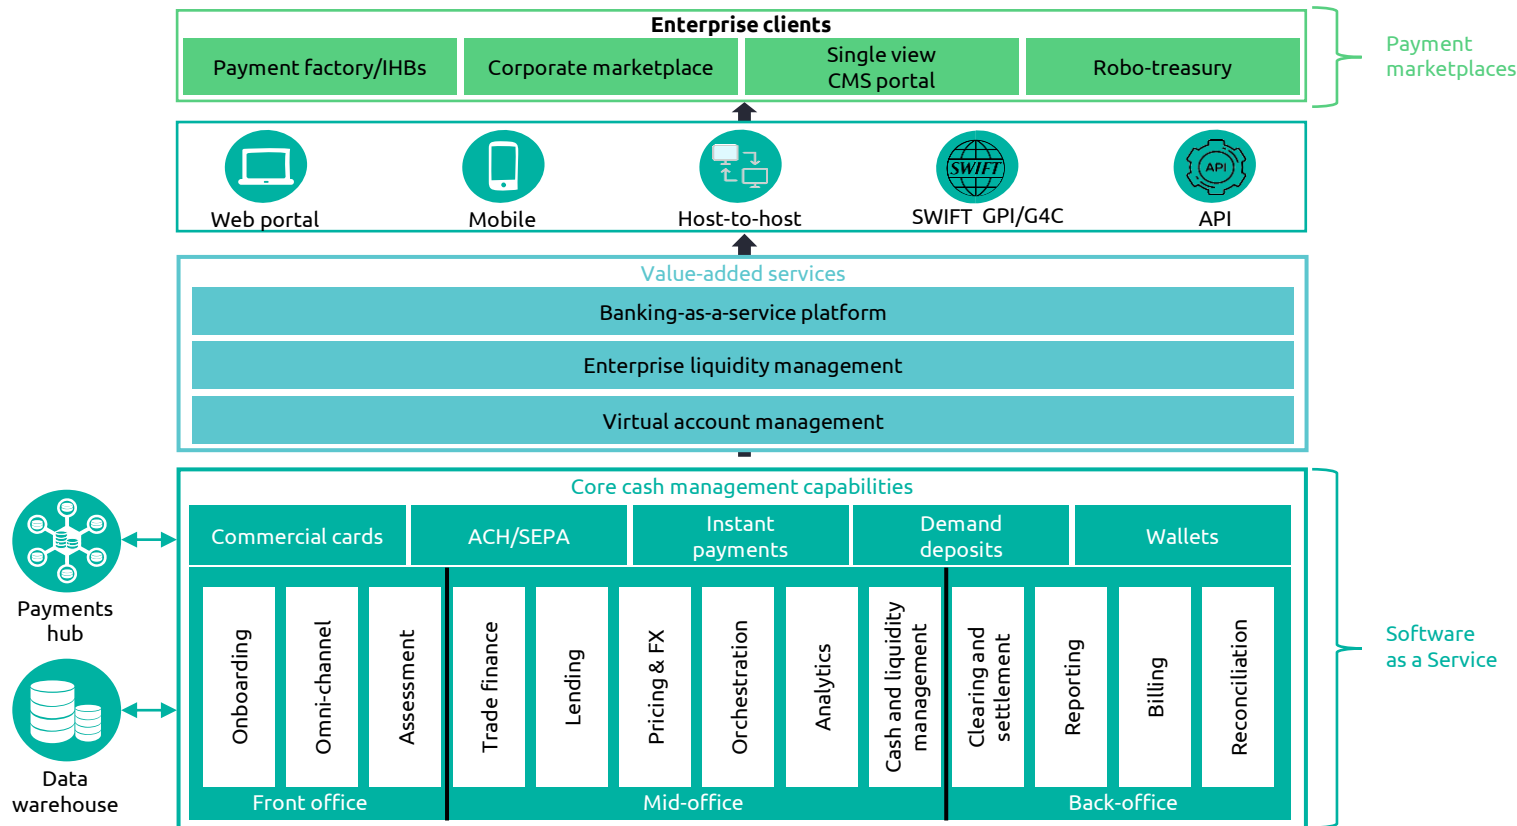 Enterprise clients
Payment factory/IHBs
Corporate marketplace
Single view
CMS portal
Robo-treasury
Payment
marketplaces
SWIFT
API
Web portal
Mobile
Host-to-host
SWIFT GPI/G4C
API
Value-added services
Banking-as-a-service platform
Enterprise liquidity management
Virtual account management
Core cash management capabilities
Commercial cards
ACH/SEPA
Instant
payments
Demand
deposits
Wallets
Payments
hub
Data
warehouse
Onboarding
Omni-channel
Assessment
Trade finance
Lending
Pricing & FX
Orchestration
Analytics
Cash and liquidity
management
Clearing and
settlement
Reporting
Billing
Reconciliation
Front office
Mid-office
Back-office
Software
as a Service